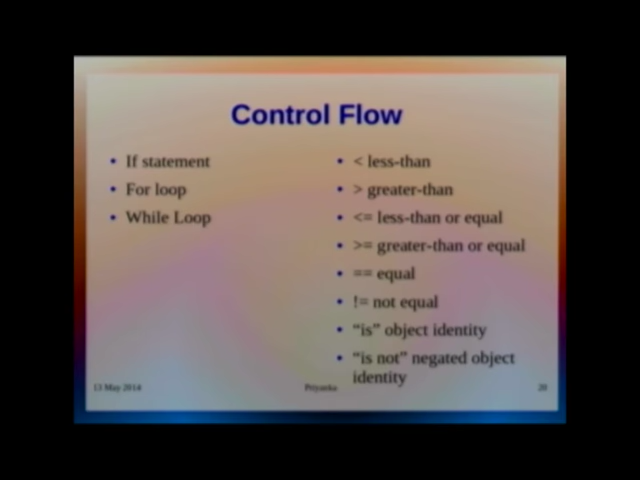 Control Flow
• If statement
• For loop
• While Loop
• < less-than
• > greater-than
• <= less-than or equal
• >= greater-than or equal
• == equal
• != not equal
• “is” object identity
• “is not” negated object
identity
13 May 2014
Priyanka
20